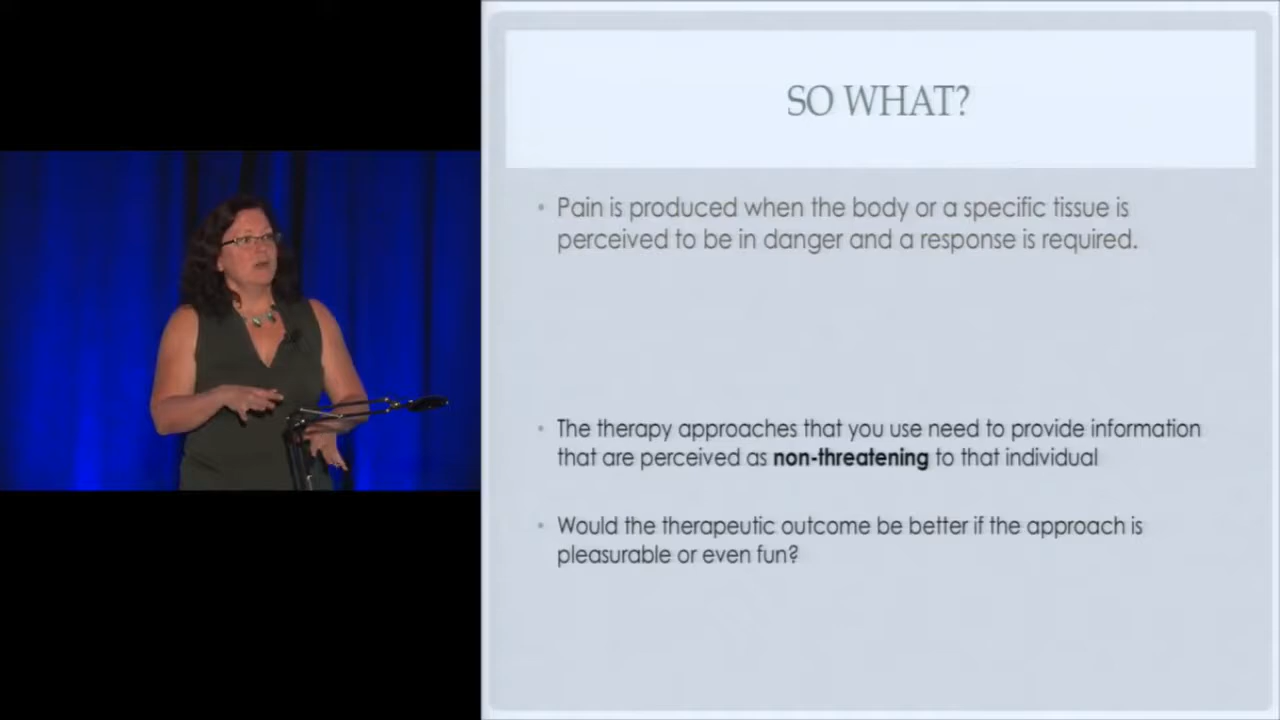 SO WHAT?
• Pain is produced when the body or a specific tissue is
perceived to be in danger and a response is required.
• The therapy approaches that you use need to provide information
that are perceived as non-threatening to that individual
• Would the therapeutic outcome be better if the approach is
pleasurable or even fun?